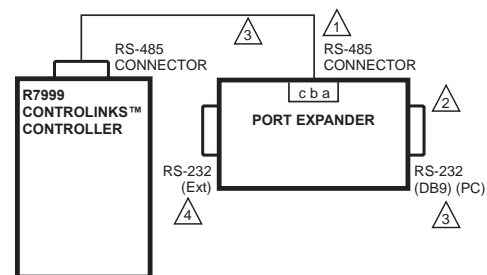 3
1
RS-485
CONNECTOR
RS-485
CONNECTOR
R7999
CONTROLINKS™
CONTROLLER
c b a
2
PORT EXPANDER
RS-232
(Ext)
4
RS-232
(DB9) (PC)
3